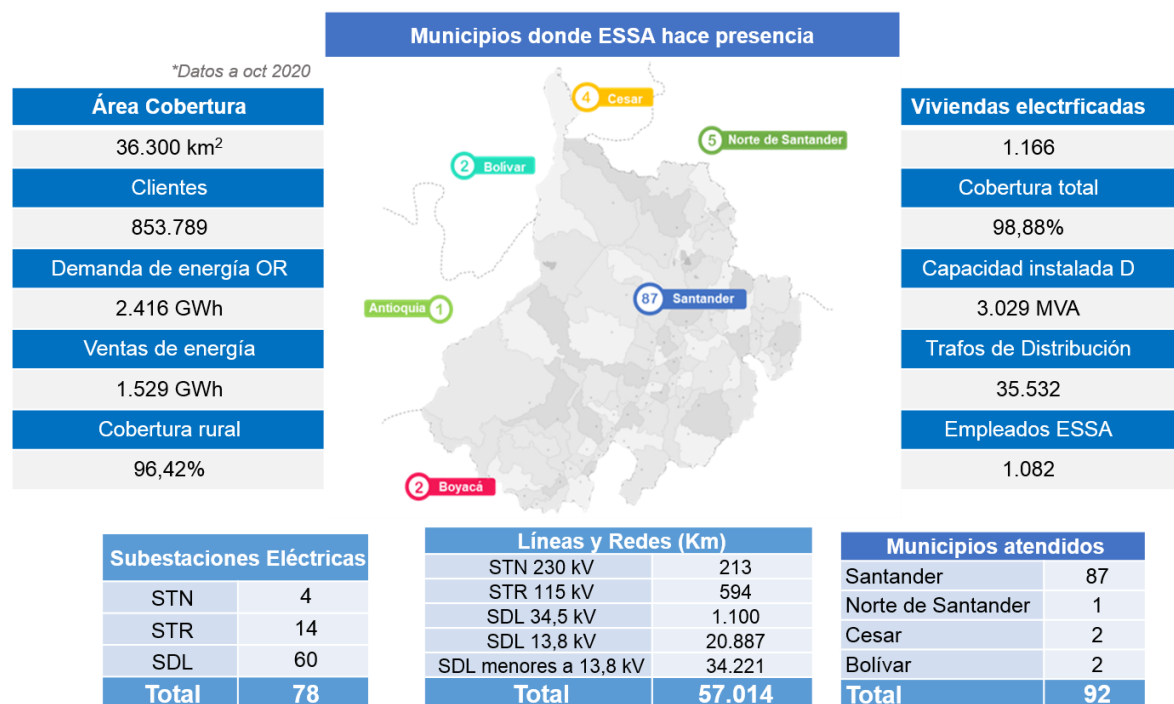 Municipios donde ESSA hace presencia
*Datos a oct 2020
Área Cobertura
36.300 km²
Clientes
853.789
Demanda de energía OR
2.416 GWh
Ventas de energía
1.529 GWh
Cobertura rural
96,42%
4 Cesar
5 Norte de Santander
2 Bolívar
87 Santander
Antioquia 1
2 Boyacá
Viviendas electrficadas
1.166
Cobertura total
98,88%
Capacidad instalada D
3.029 MVA
Trafos de Distribución
35.532
Empleados ESSA
1.082
Subestaciones Eléctricas
STN 4
STR 14
SDL 60
Total 78
Líneas y Redes (Km)
STN 230 kV 213
STR 115 kV 594
SDL 34,5 kV 1.100
SDL 13,8 kV 20.887
SDL menores a 13,8 kV 34.221
Total 57.014
Municipios atendidos
Santander 87
Norte de Santander 1
Cesar 2
Bolívar 2
Total 92